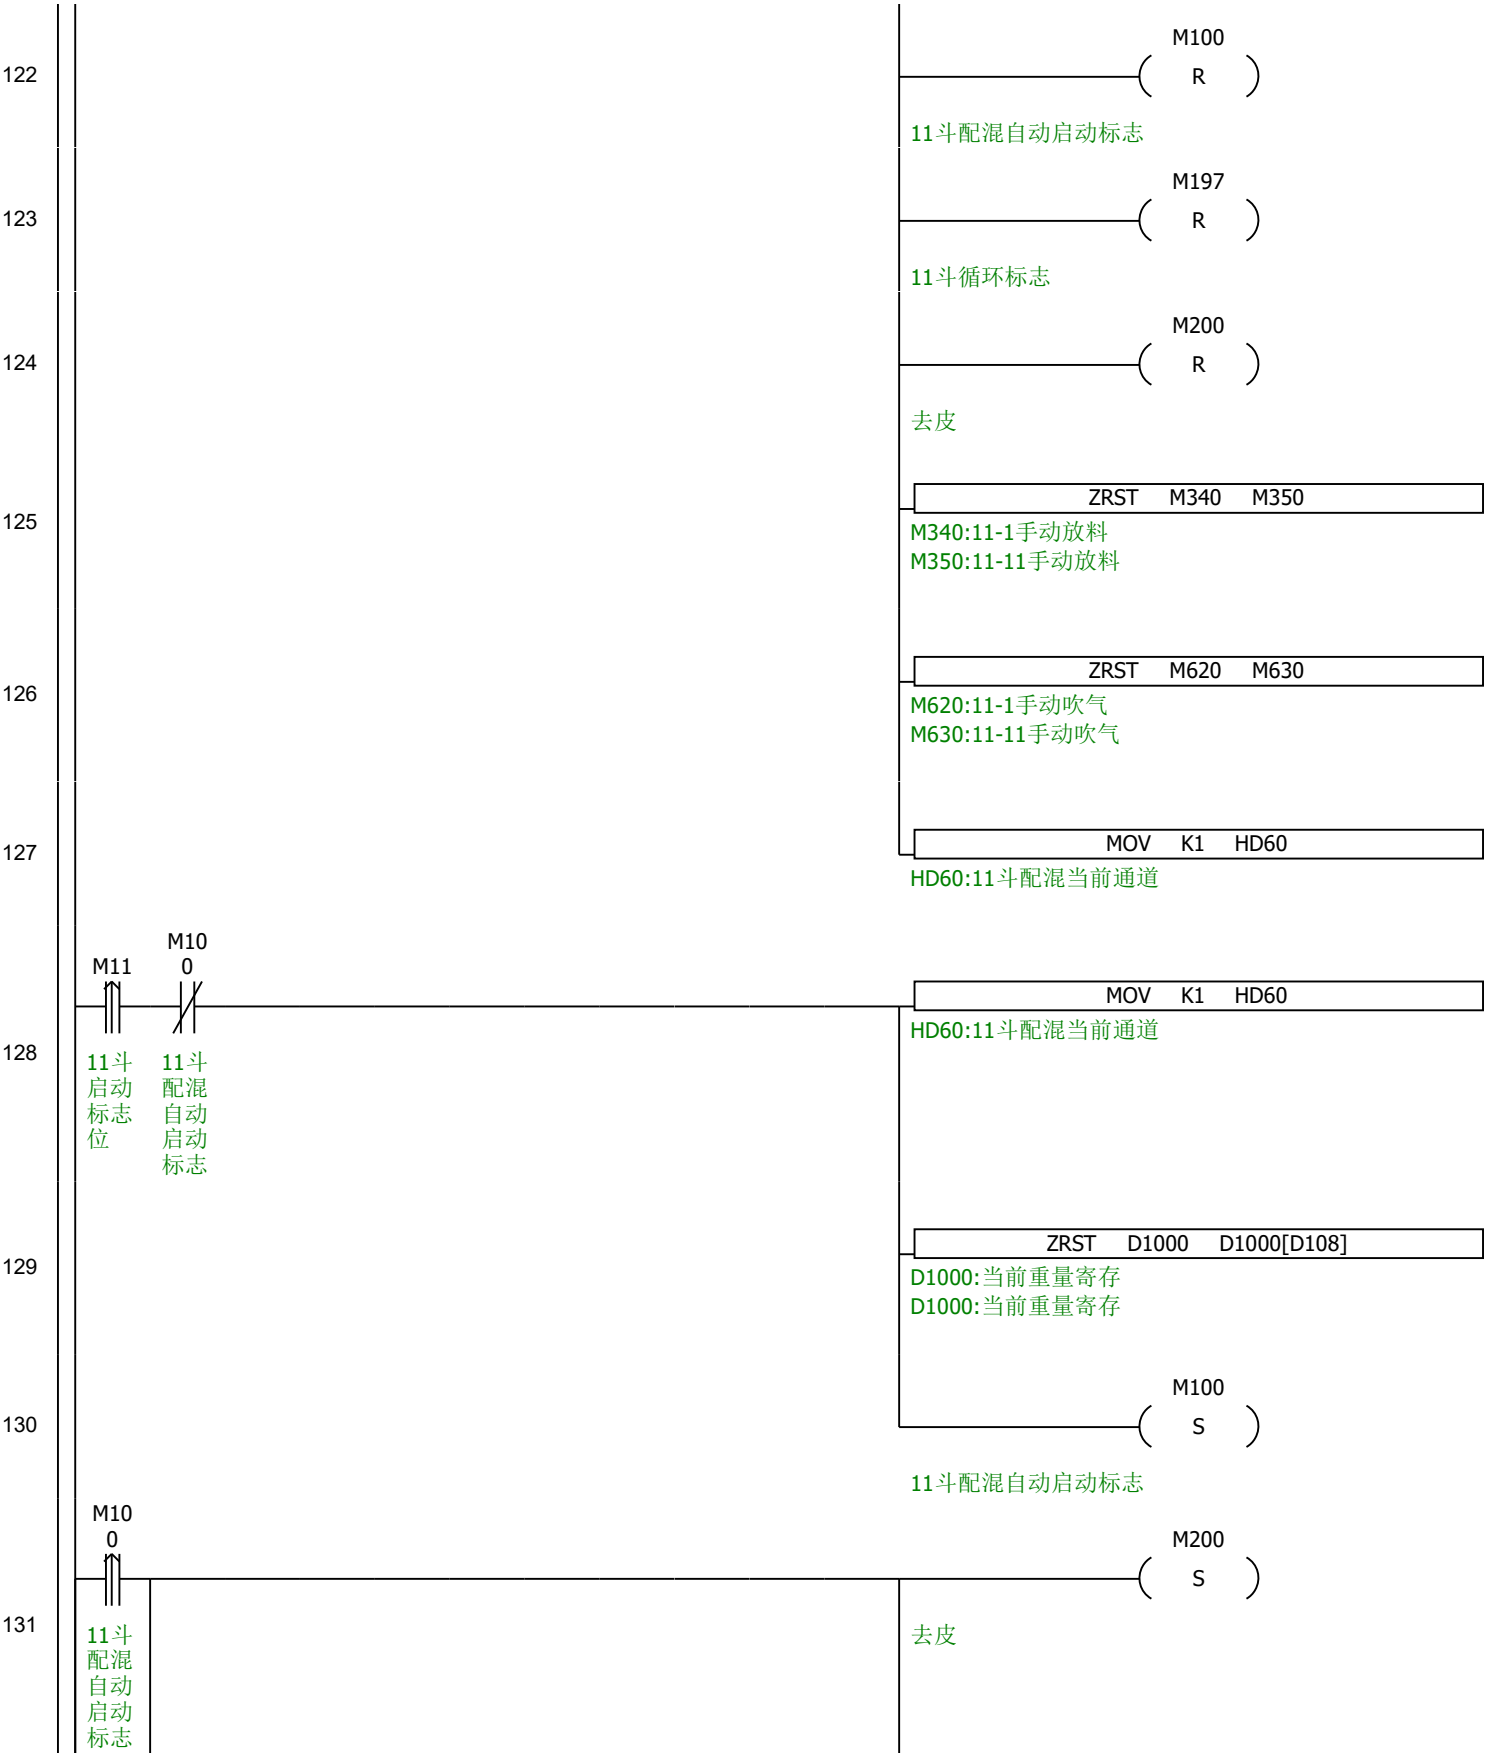 M100
122
R
11斗配混自动启动标志
M197
123
R
11斗循环标志
M200
124
R
去皮
ZRST M340 M350
125
M340:11-1手动放料
M350:11-11手动放料
ZRST M620 M630
126
M620:11-1手动吹气
M630:11-11手动吹气
MOV K1 HD60
127
HD60:11斗配混当前通道
M11
M10
0
MOV K1 HD60
HD60:11斗配混当前通道
128
11斗
启动
标志
位
11斗
配混
自动
启动
标志
ZRST D1000 D1000[D108]
129
D1000:当前重量寄存
D1000:当前重量寄存
M100
130
S
11斗配混自动启动标志
M10
0
M200
S
131
去皮
11斗
配混
自动
启动
标志